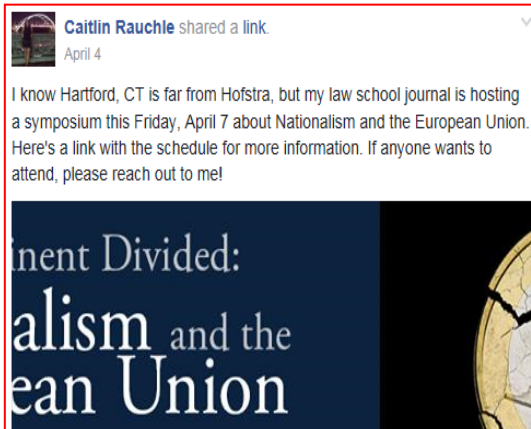 Caitlin Rauchle shared a link.
April 4
I know Hartford, CT is far from Hofstra, but my law school journal is hosting
a symposium this Friday, April 7 about Nationalism and the European Union.
Here's a link with the schedule for more information. If anyone wants to
attend, please reach out to me!
inent Divided:
alism and the
ean Union